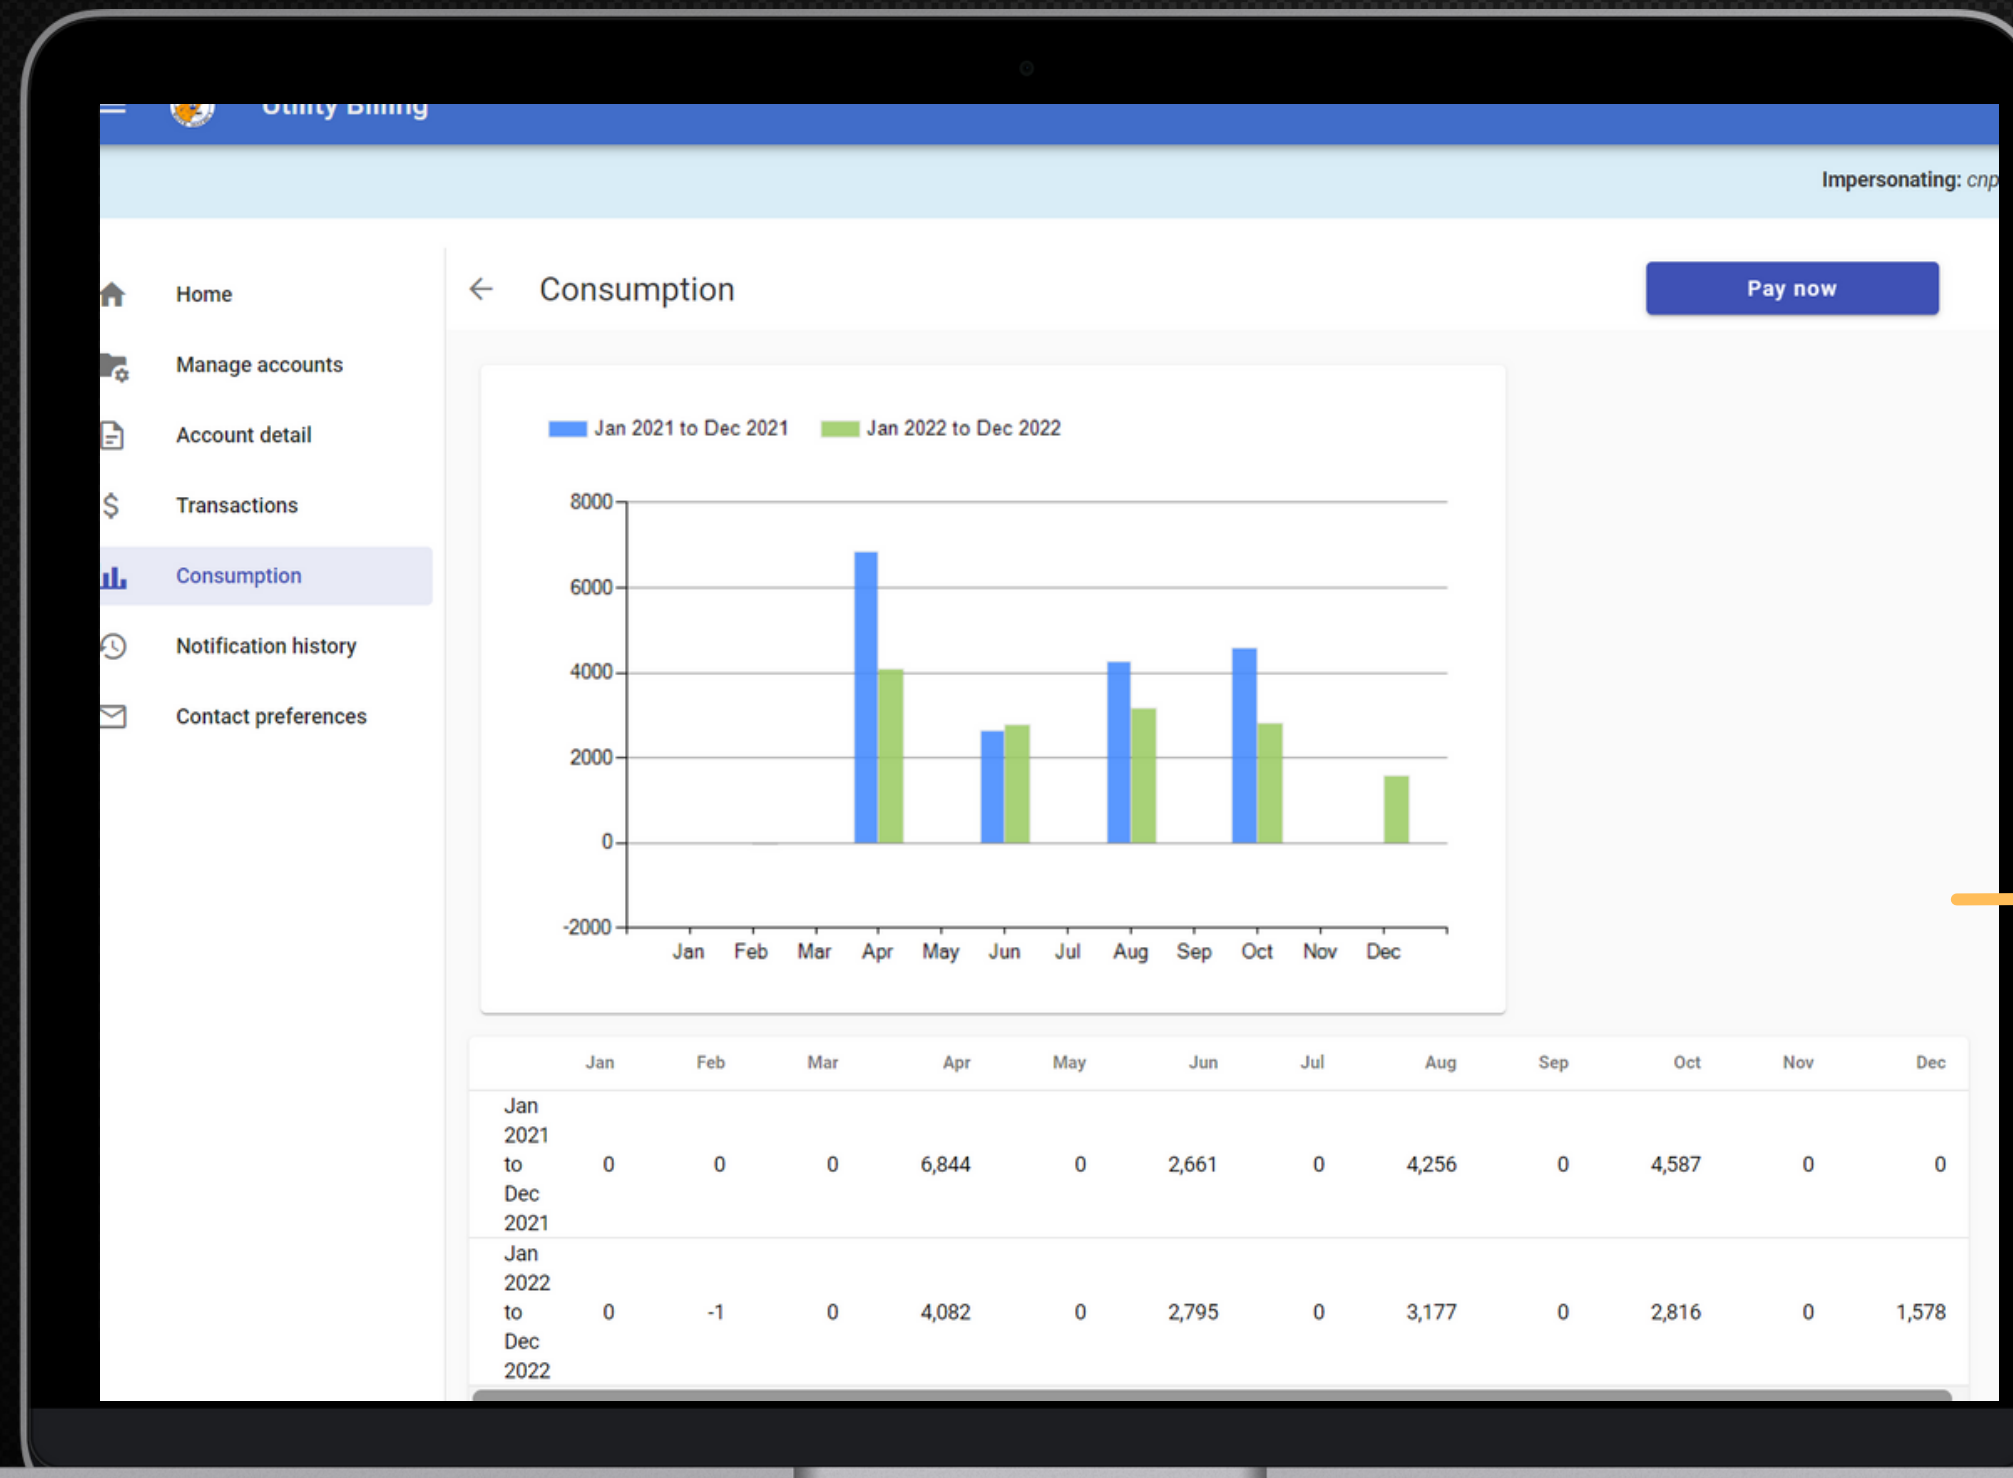 Utility Billing
Impersonating: cnp
Home
Manage accounts
Account detail
Transactions
Consumption
Notification history
Contact preferences
Consumption
Pay now
Jan 2021 to Dec 2021 Jan 2022 to Dec 2022
8000
6000
4000
2000
0
-2000
Jan Feb Mar Apr May Jun Jul Aug Sep Oct Nov Dec
Jan Feb Mar Apr May Jun Jul Aug Sep Oct Nov Dec
Jan
2021
to
Dec
2021
0 0 0 6,844 0 2,661 0 4,256 0 4,587 0 0
Jan
2022
to
Dec
2022
0 -1 0 4,082 0 2,795 0 3,177 0 2,816 0 1,578